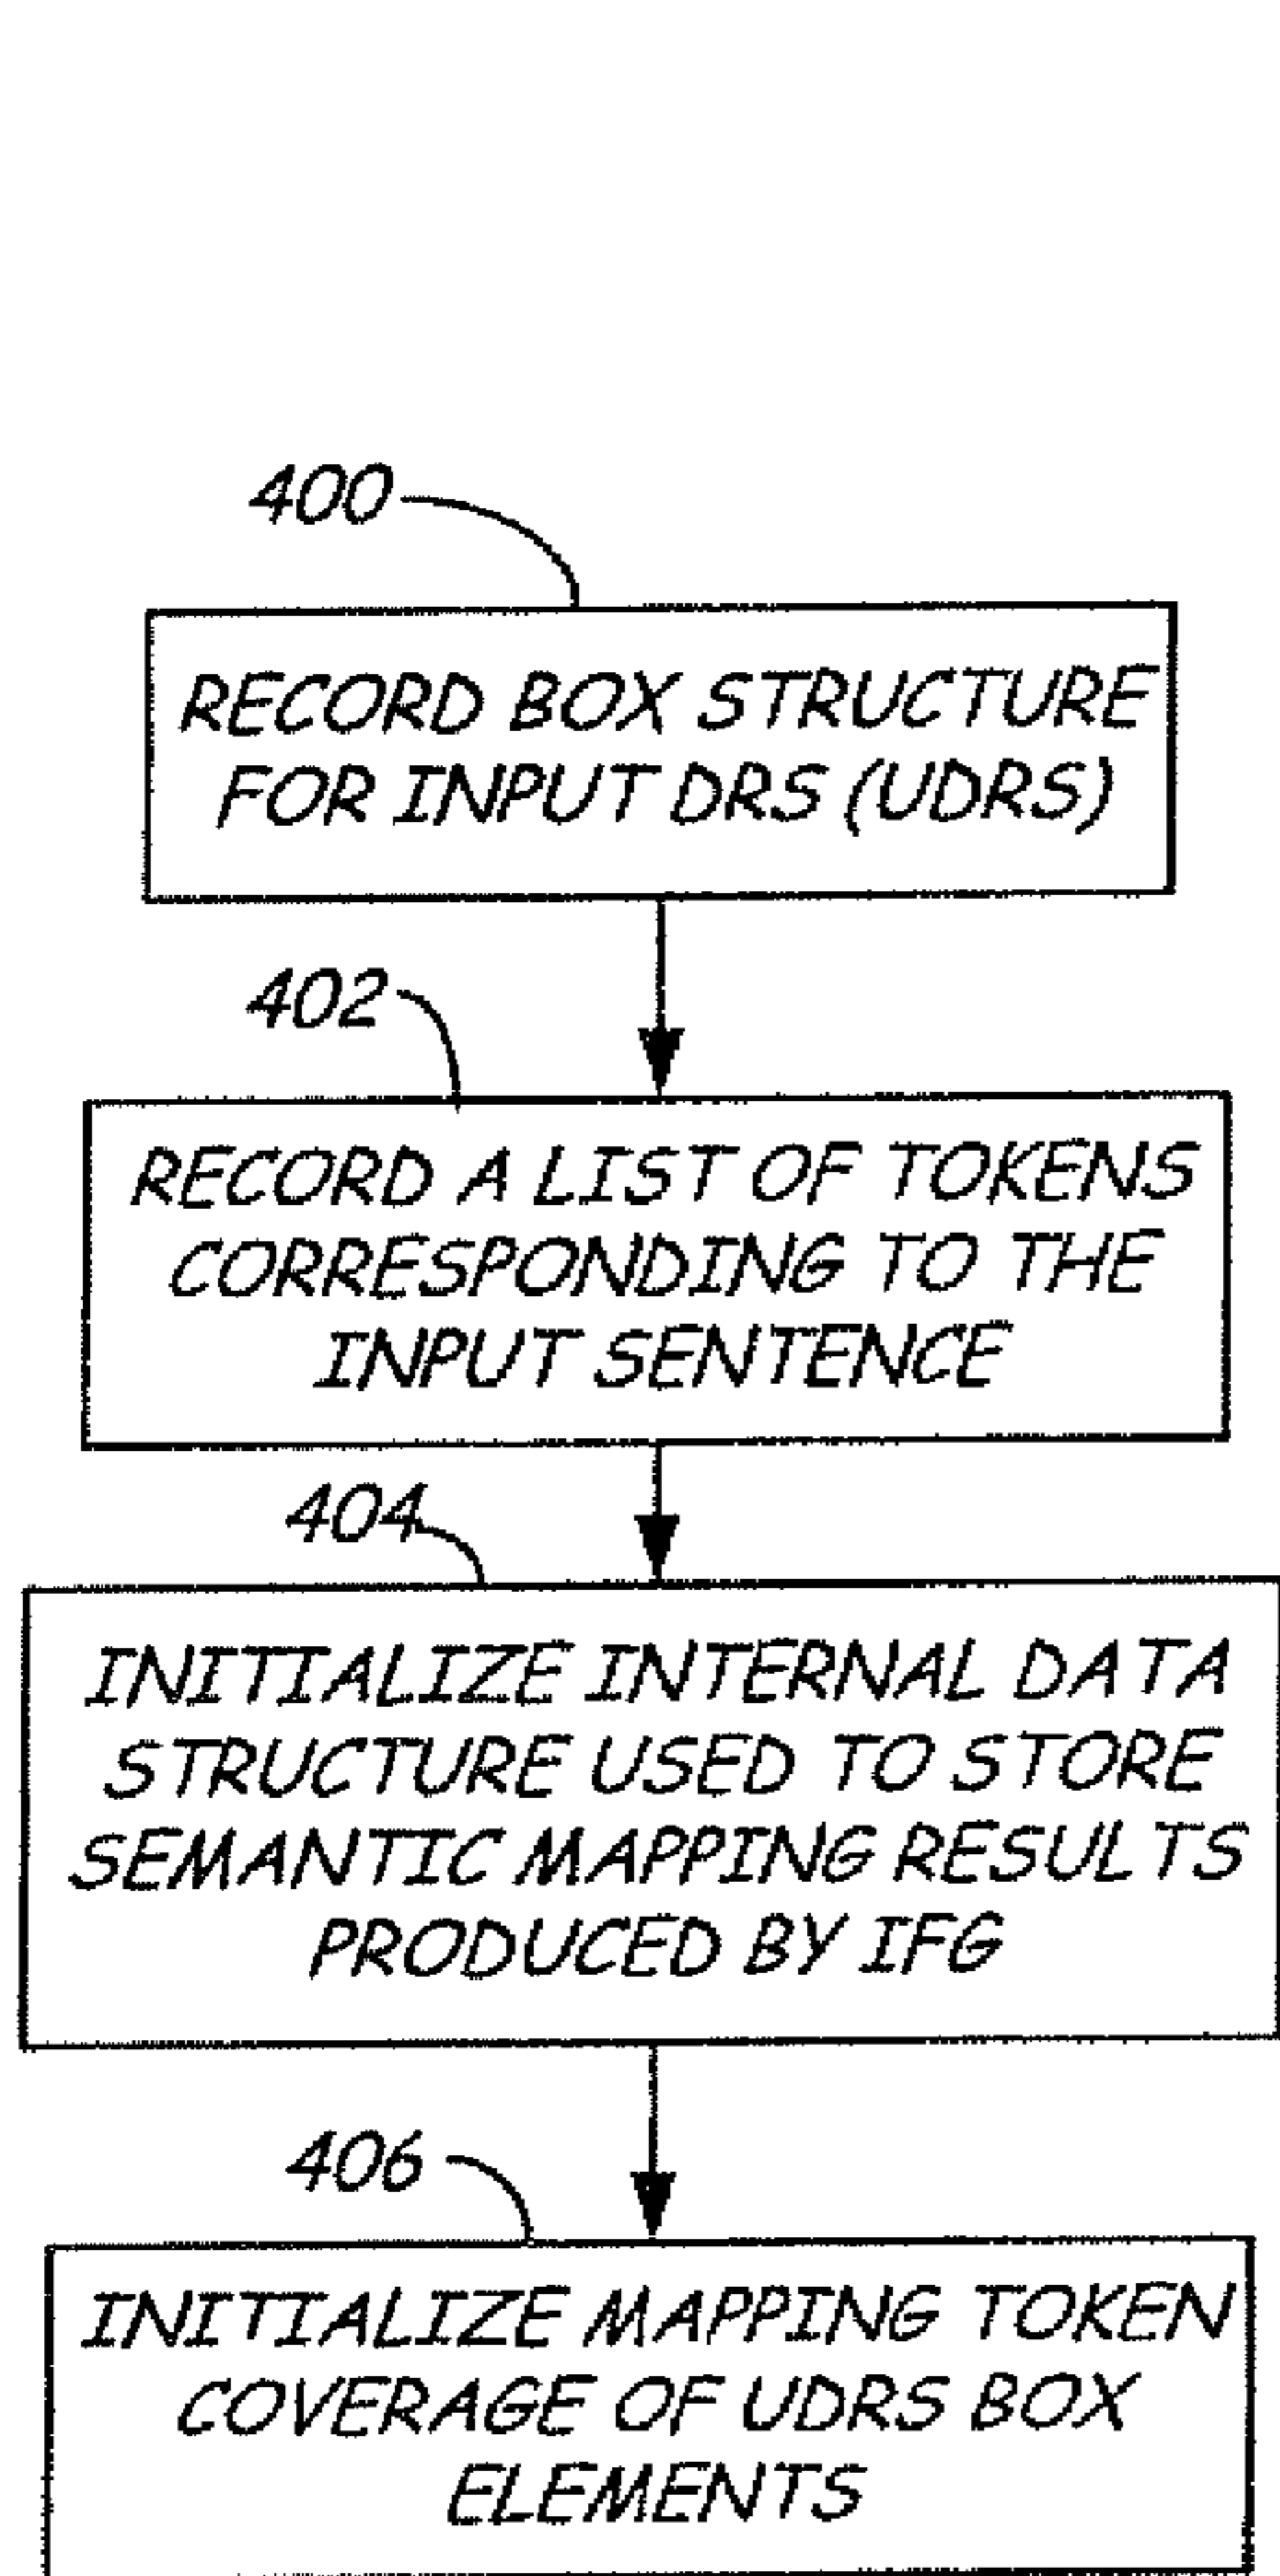 400
RECORD BOX STRUCTURE
FOR INPUT DRS (UDRS)
402
RECORD A LIST OF TOKENS
CORRESPONDING TO THE
INPUT SENTENCE
404
INITIALIZE INTERNAL DATA
STRUCTURE USED TO STORE
SEMANTIC MAPPING RESULTS
PRODUCED BY IFG
406
INITIALIZE MAPPING TOKEN
COVERAGE OF UDRS BOX
ELEMENTS